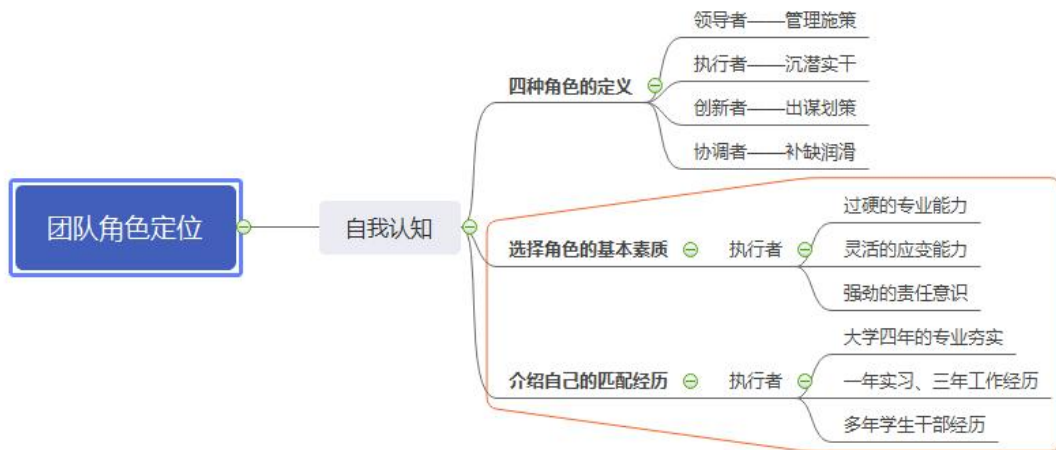 团队角色定位
自我认知
四种角色的定义
领导者——管理施策
执行者——沉潜实干
创新者——出谋划策
协调者——补缺润滑
选择角色的基本素质
执行者
过硬的专业能力
灵活的应变能力
强劲的责任意识
介绍自己的匹配经历
执行者
大学四年的专业夯实
一年实习、三年工作经历
多年学生干部经历